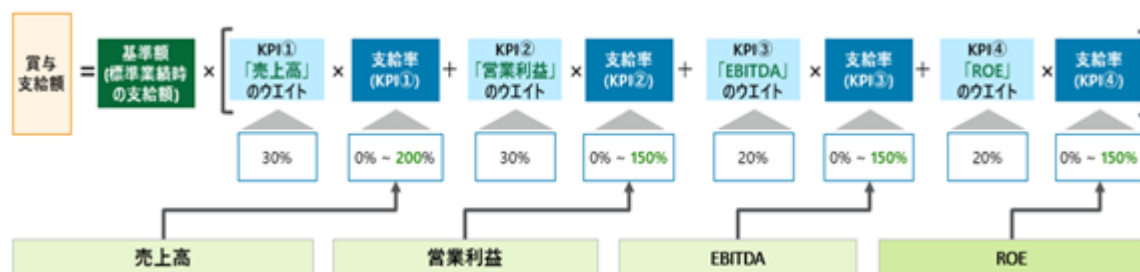 賞与
支給額
=
基準額
(標準業績時
の支給額)
×
KPI①
「売上高」
のウエイト
×
支給率
(KPI①)
+
KPI②
「営業利益」
のウエイト
×
支給率
(KPI②)
+
KPI③
「EBITDA」
のウエイト
×
支給率
(KPI③)
+
KPI④
「ROE」
のウエイト
×
支給率
(KPI④)
30%
0% ~ 200%
30%
0% ~ 150%
20%
0% ~ 150%
20%
0% ~ 150%
売上高
営業利益
EBITDA
ROE